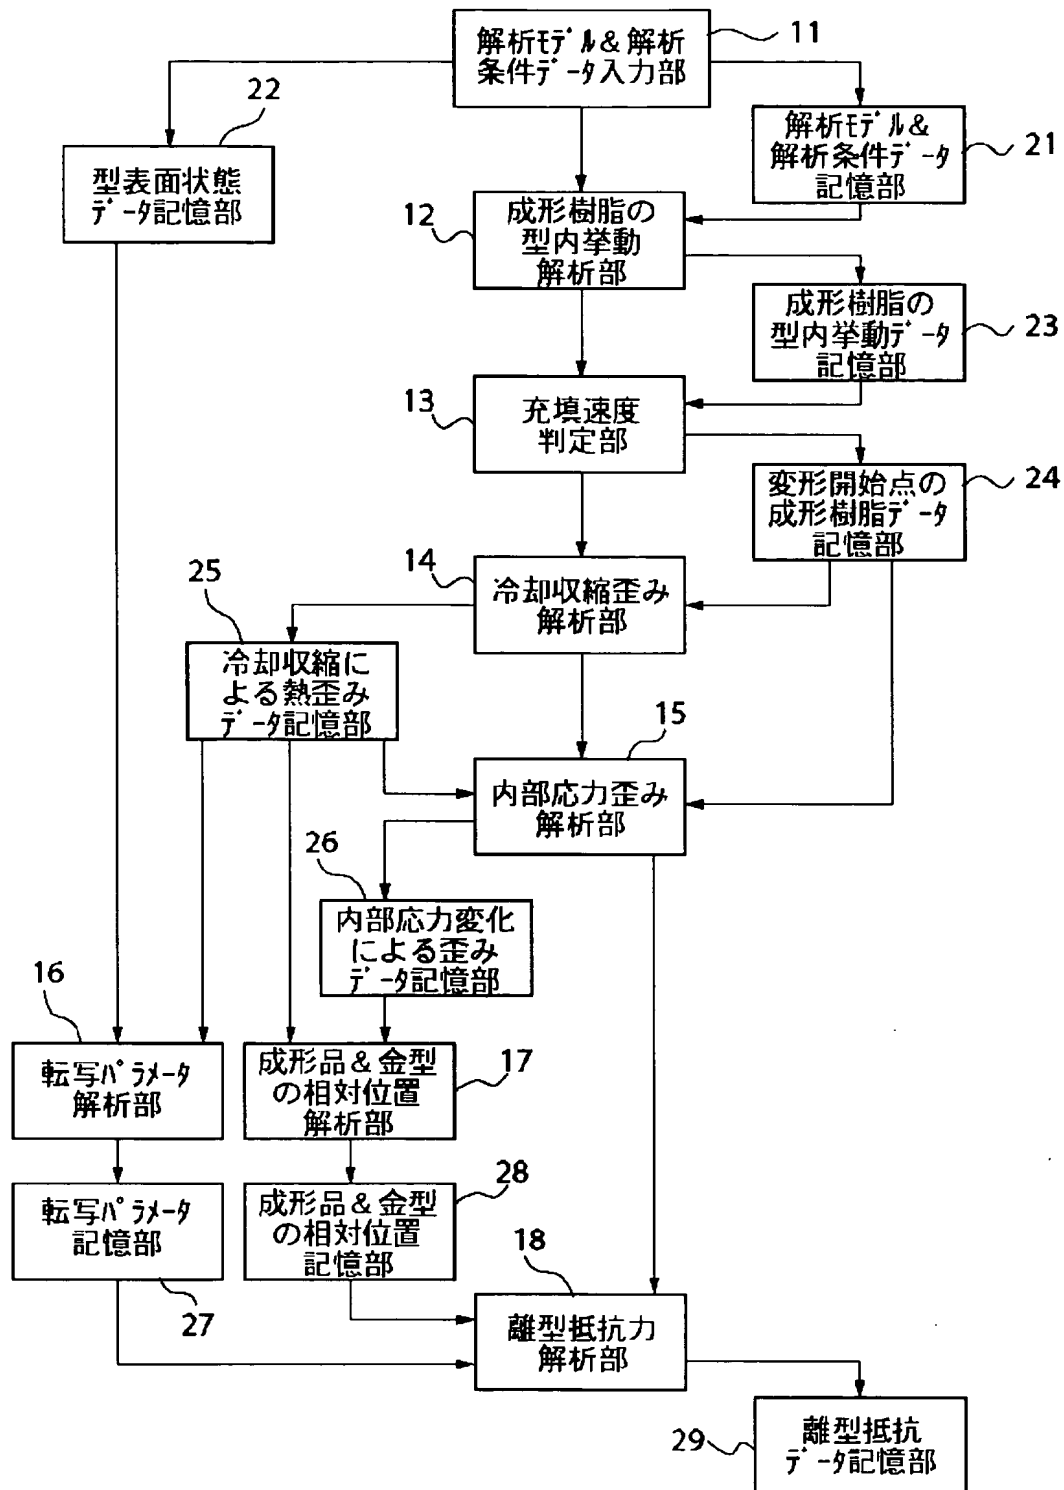 解析モデル&解析
条件データ入力部
11
22
型表面状態
データ記憶部
解析モデル&
解析条件データ
記憶部
21
12
成形樹脂の
型内挙動
解析部
成形樹脂の
型内挙動データ
記憶部
23
13
充填速度
判定部
変形開始点の
成形樹脂データ
記憶部
24
14
冷却収縮歪み
解析部
25
冷却収縮に
よる熱歪み
データ記憶部
15
内部応力歪み
解析部
26
内部応力変化
による歪み
データ記憶部
16
転写パラメータ
解析部
成形品&金型
の相対位置
解析部
17
転写パラメータ
記憶部
27
成形品&金型
の相対位置
記憶部
28
18
離型抵抗力
解析部
29
離型抵抗
データ記憶部